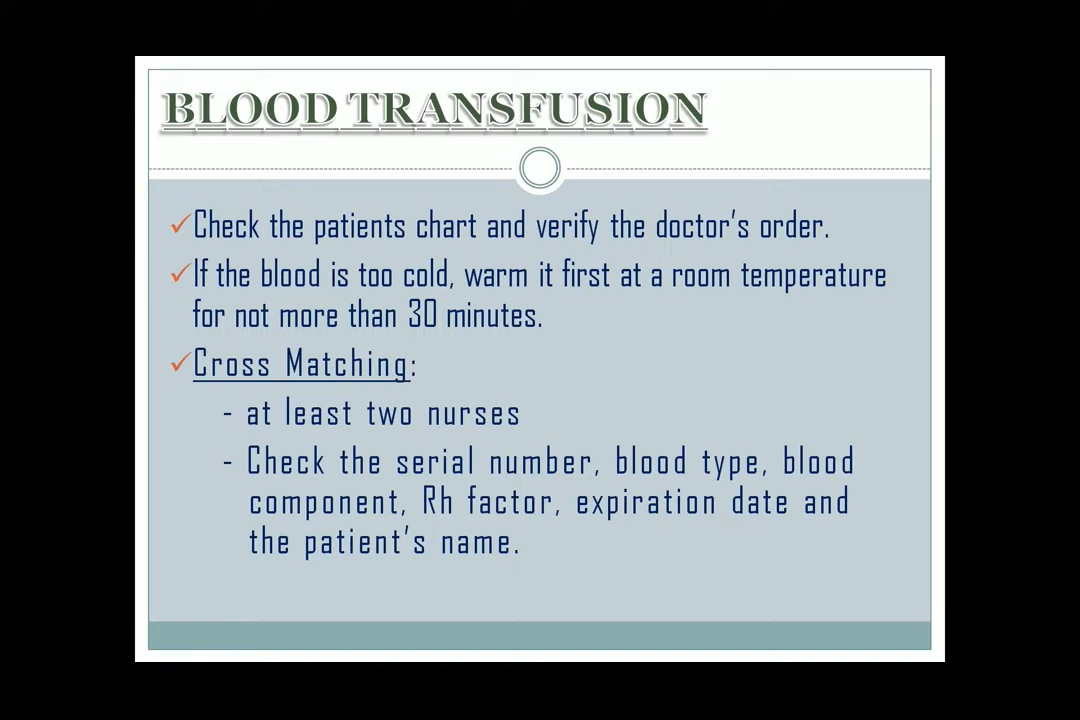 BLOOD TRANSFUSION
✓Check the patients chart and verify the doctor's order.
✓If the blood is too cold, warm it first at a room temperature
for not more than 30 minutes.
✓Cross Matching:
- at least two nurses
- Check the serial number, blood type, blood
component, Rh factor, expiration date and
the patient's name.